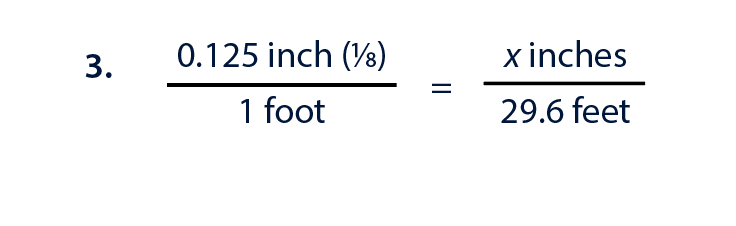 3. 0.125 inch (⅛) = x inches
1 foot 29.6 feet